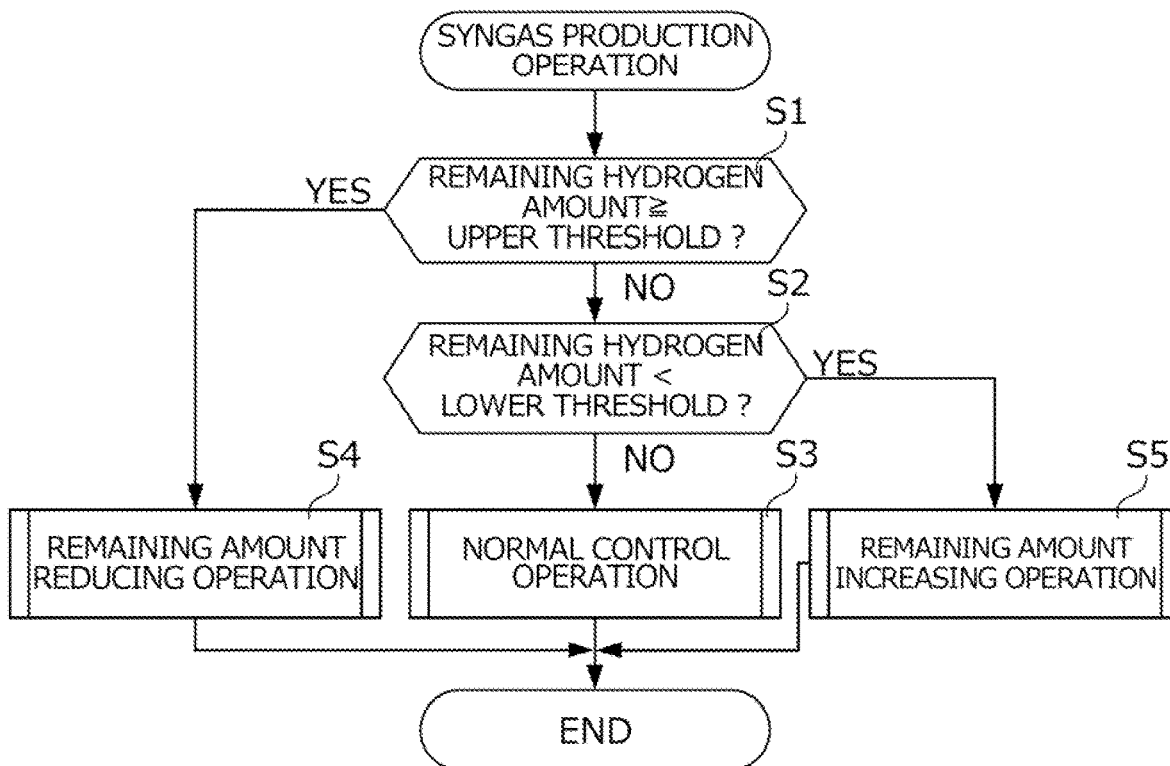 SYNGAS PRODUCTION
OPERATION
S1
REMAINING HYDROGEN
AMOUNT≧
UPPER THRESHOLD ?
YES
NO
S2
REMAINING HYDROGEN
AMOUNT <
LOWER THRESHOLD ?
YES
NO
S4
REMAINING AMOUNT
REDUCING OPERATION
S3
NORMAL CONTROL
OPERATION
S5
REMAINING AMOUNT
INCREASING OPERATION
END